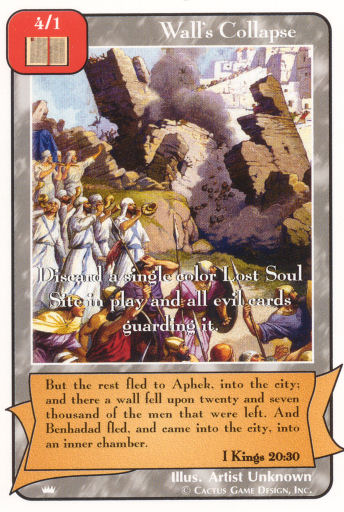 4/1
Wall's Collapse
Discard a single color Lost Soul
Site in play and all evil cards
guarding it.
But the rest fled to Aphek, into the city;
and there a wall fell upon twenty and seven
thousand of the men that were left. And
Benhadad fled, and came into the city, into
an inner chamber.
I Kings 20:30
Illus. Artist Unknown
© Cactus Game Design, Inc.